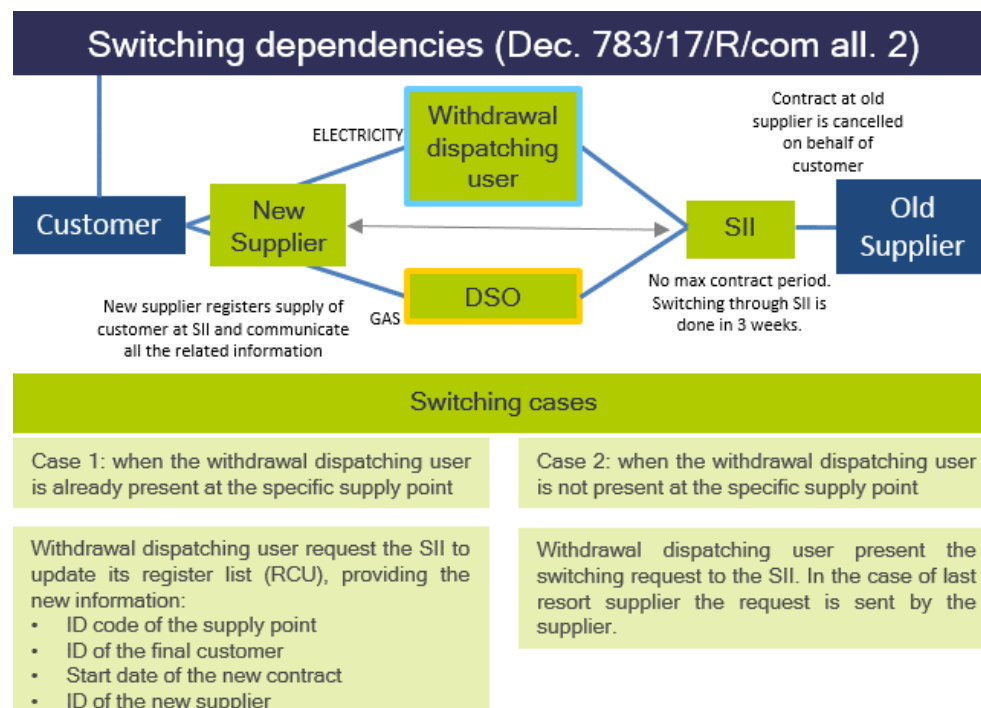 Switching dependencies (Dec. 783/17/R/com all. 2)
ELECTRICITY
Withdrawal
dispatching
user
Contract at old
supplier is cancelled
on behalf of
customer
Customer
New
Supplier
SII
Old
Supplier
DSO
GAS
New supplier registers supply of
customer at SII and communicate
all the related information
No max contract period.
Switching through SII is
done in 3 weeks.
Switching cases
Case 1: when the withdrawal dispatching user
is already present at the specific supply point
Case 2: when the withdrawal dispatching user
is not present at the specific supply point
Withdrawal dispatching user request the SII to
update its register list (RCU), providing the
new information:
• ID code of the supply point
• ID of the final customer
• Start date of the new contract
• ID of the new supplier
Withdrawal dispatching user present the
switching request to the SII. In the case of last
resort supplier the request is sent by the
supplier.